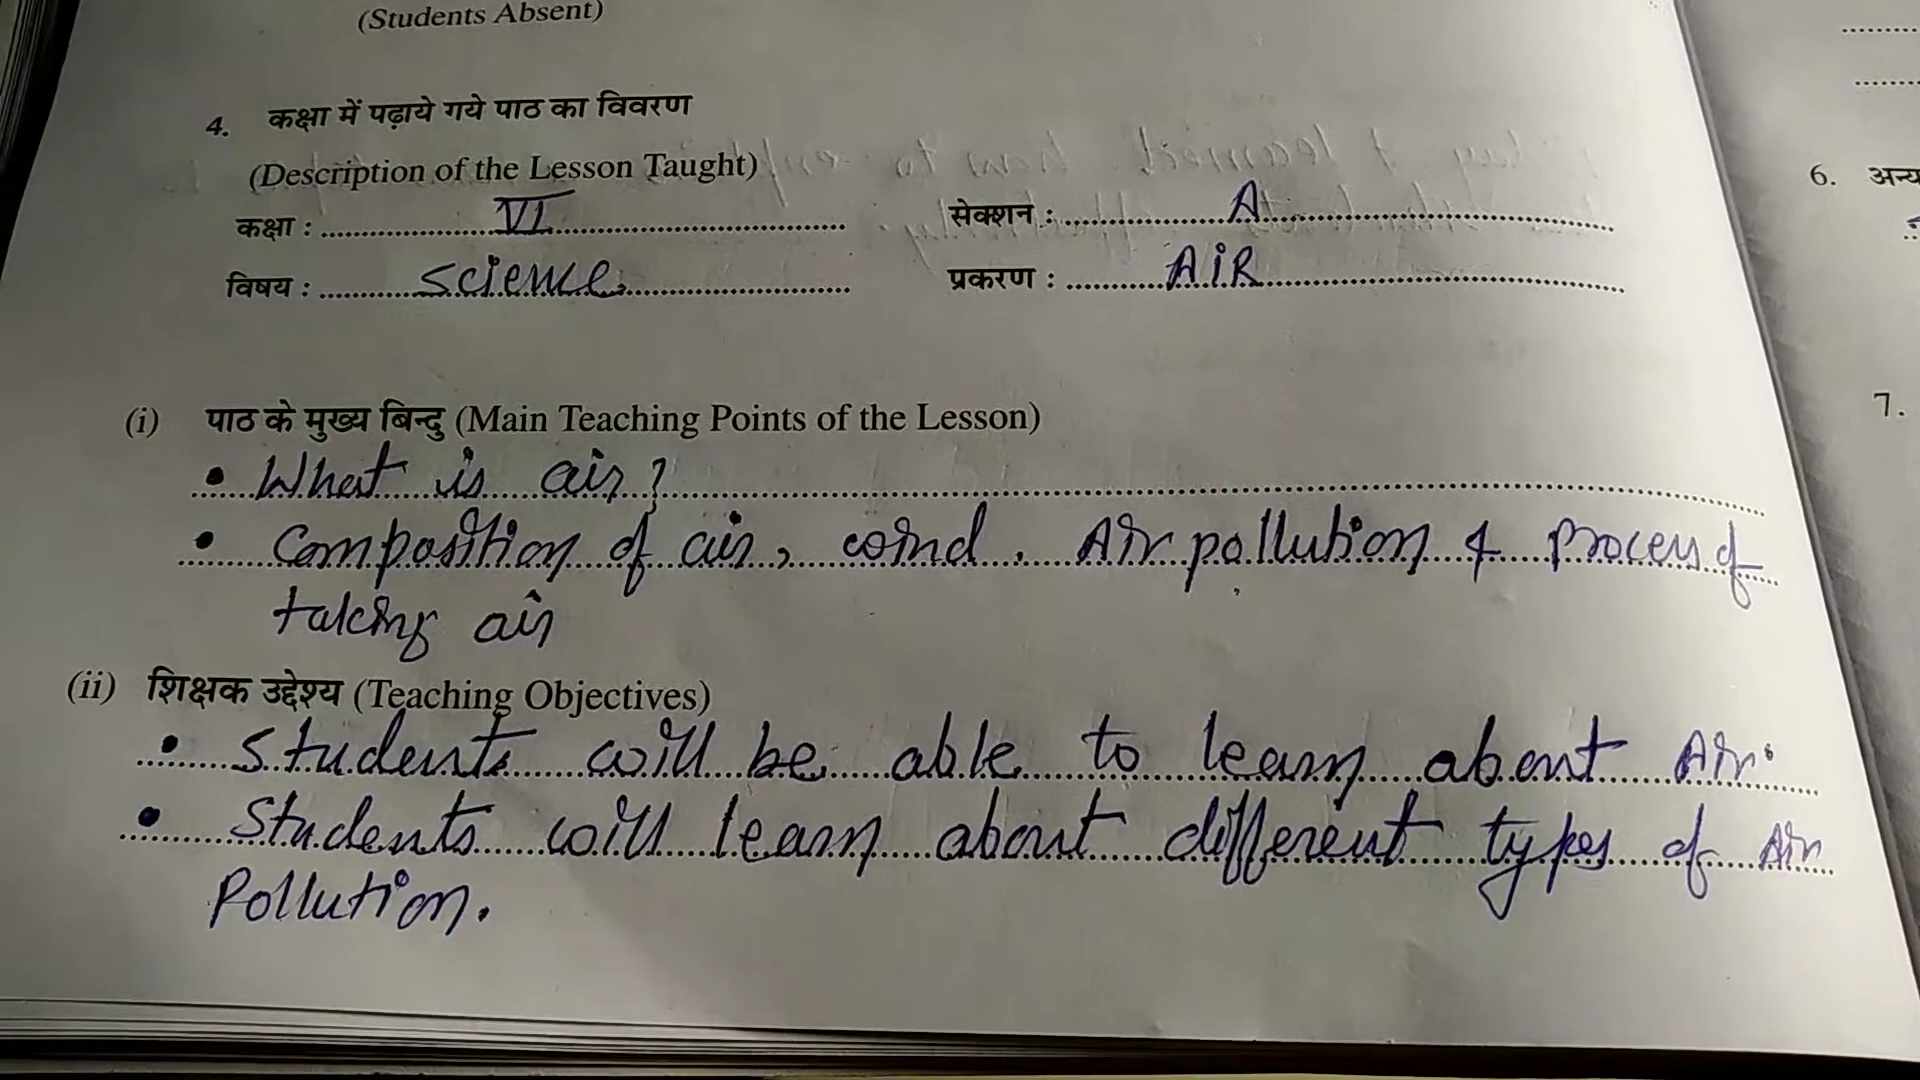 (Students Absent)
4. कक्षा में पढ़ाये गये पाठ का विवरण
(Description of the Lesson Taught)
कक्षा : VI सेक्शन : A
विषय : science प्रकरण : AIR
(i) पाठ के मुख्य बिन्दु (Main Teaching Points of the Lesson)
• What is air?
• Composition of air, wind, Air pollution & Process of
taking air
(ii) शिक्षक उद्देश्य (Teaching Objectives)
• Students will be able to learn about Air.
• Students will learn about different types of Air
Pollution.
6. अन्य
7.